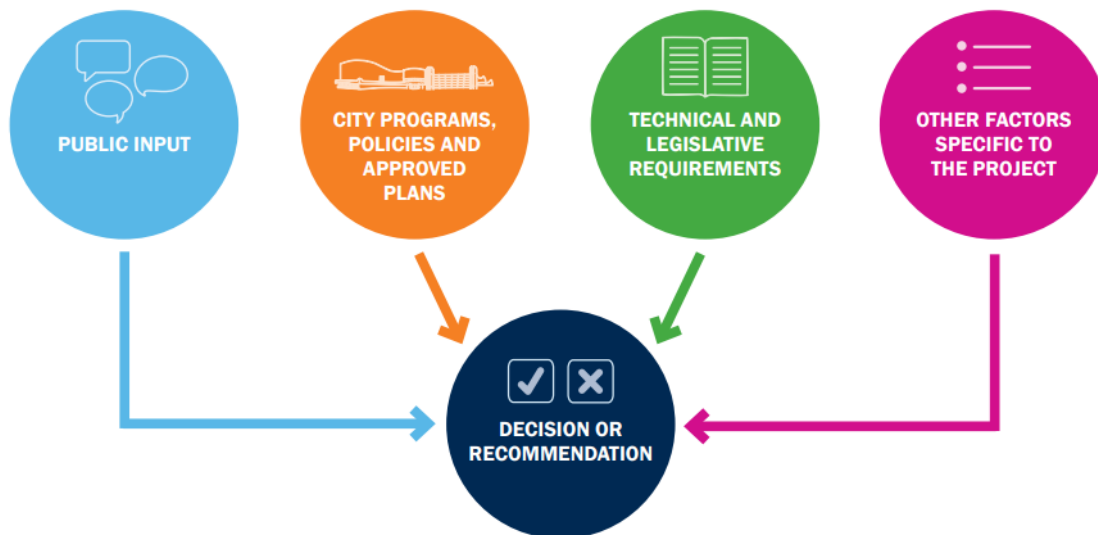 PUBLIC INPUT
CITY PROGRAMS,
POLICIES AND
APPROVED
PLANS
TECHNICAL AND
LEGISLATIVE
REQUIREMENTS
OTHER FACTORS
SPECIFIC TO
THE PROJECT
DECISION OR
RECOMMENDATION